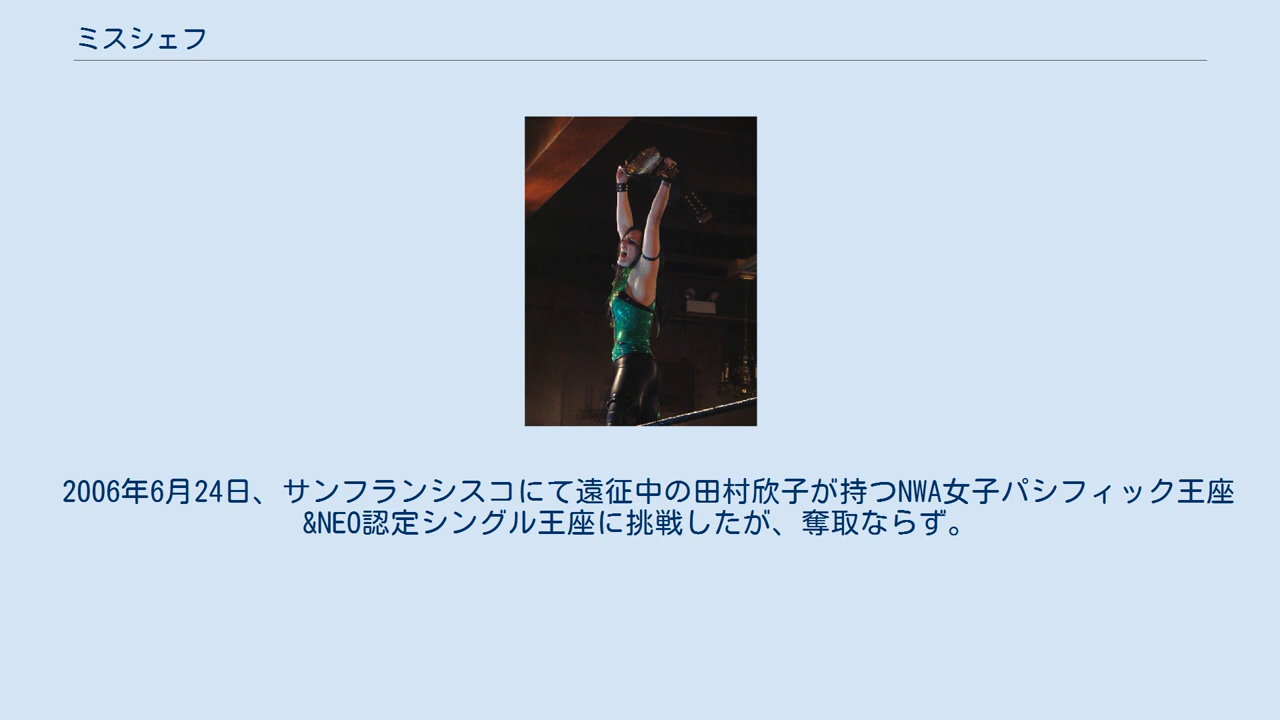 ミスシェフ
2006年6月24日、サンフランシスコにて遠征中の田村欣子が持つNWA女子パシフィック王座
&NEO認定シングル王座に挑戦したが、奪取ならず。